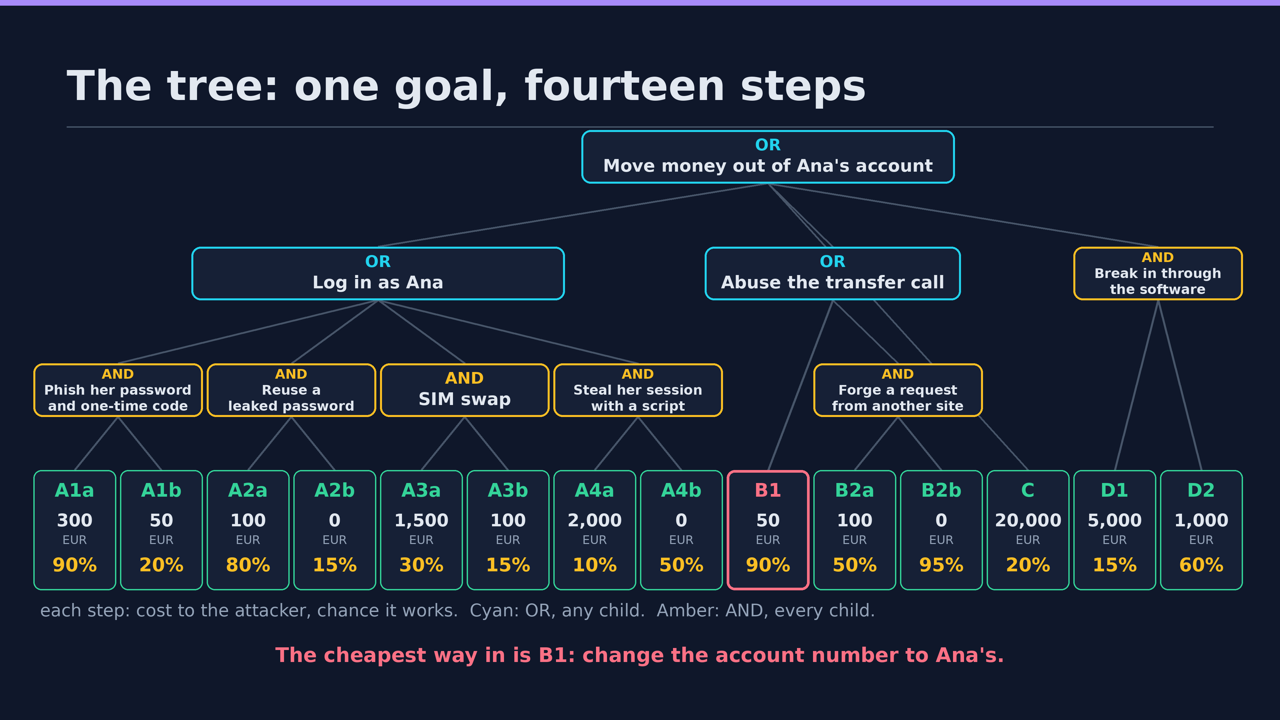 The tree: one goal, fourteen steps
OR
Move money out of Ana's account
OR
Log in as Ana
OR
Abuse the transfer call
AND
Break in through
the software
AND
Phish her password
and one-time code
AND
Reuse a
leaked password
AND
SIM swap
AND
Steal her session
with a script
AND
Forge a request
from another site
A1a
300
EUR
90%
A1b
50
EUR
20%
A2a
100
EUR
80%
A2b
0
EUR
15%
A3a
1,500
EUR
30%
A3b
100
EUR
15%
A4a
2,000
EUR
10%
A4b
0
EUR
50%
B1
50
EUR
90%
B2a
100
EUR
50%
B2b
0
EUR
95%
C
20,000
EUR
20%
D1
5,000
EUR
15%
D2
1,000
EUR
60%
each step: cost to the attacker, chance it works.  Cyan: OR, any child.  Amber: AND, every child.
The cheapest way in is B1: change the account number to Ana's.